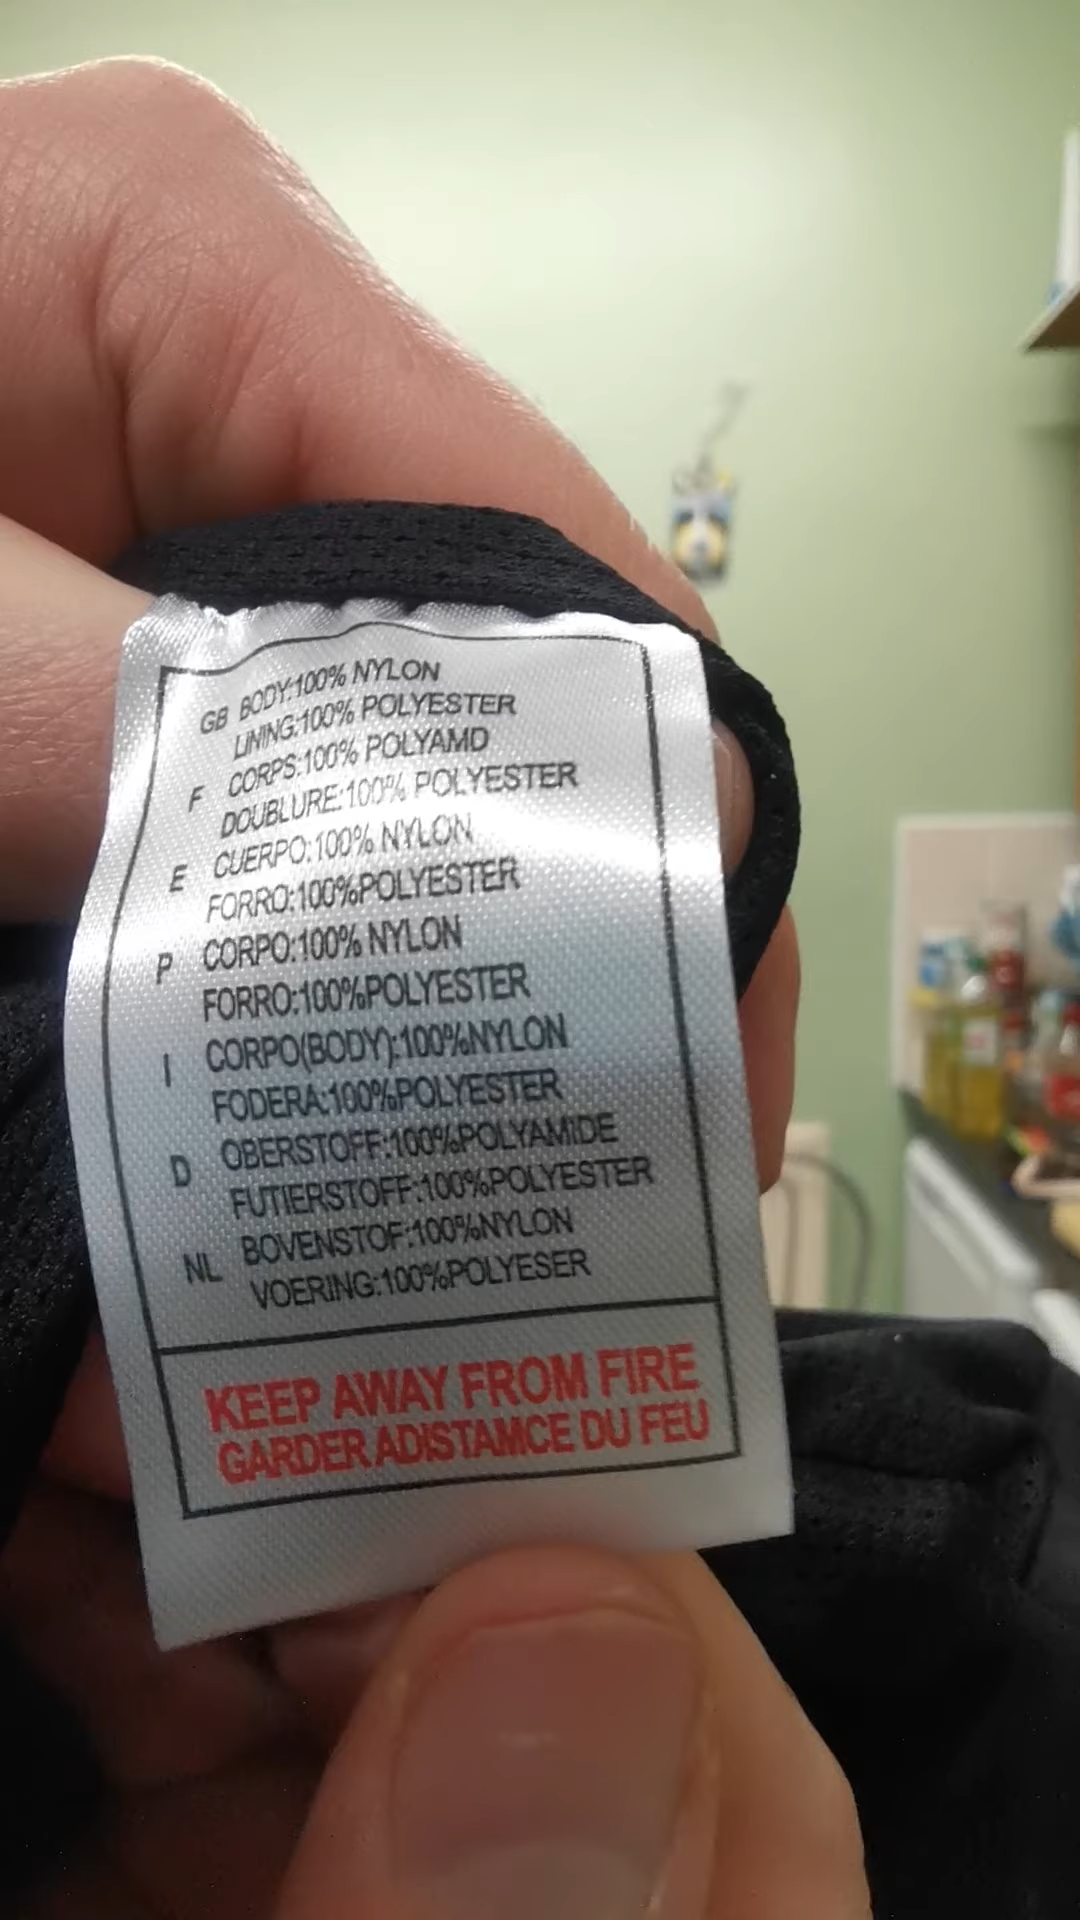 GB BODY:100% NYLON
LINING:100% POLYESTER
F CORPS:100% POLYAMD
DOUBLURE:100% POLYESTER
E CUERPO:100% NYLON
FORRO:100%POLYESTER
P CORPO:100% NYLON
FORRO:100%POLYESTER
I CORPO(BODY):100%NYLON
FODERA:100%POLYESTER
D OBERSTOFF:100%POLYAMIDE
FUTIERSTOFF:100%POLYESTER
NL BOVENSTOF:100%NYLON
VOERING:100%POLYESER
KEEP AWAY FROM FIRE
GARDER ADISTAMCE DU FEU